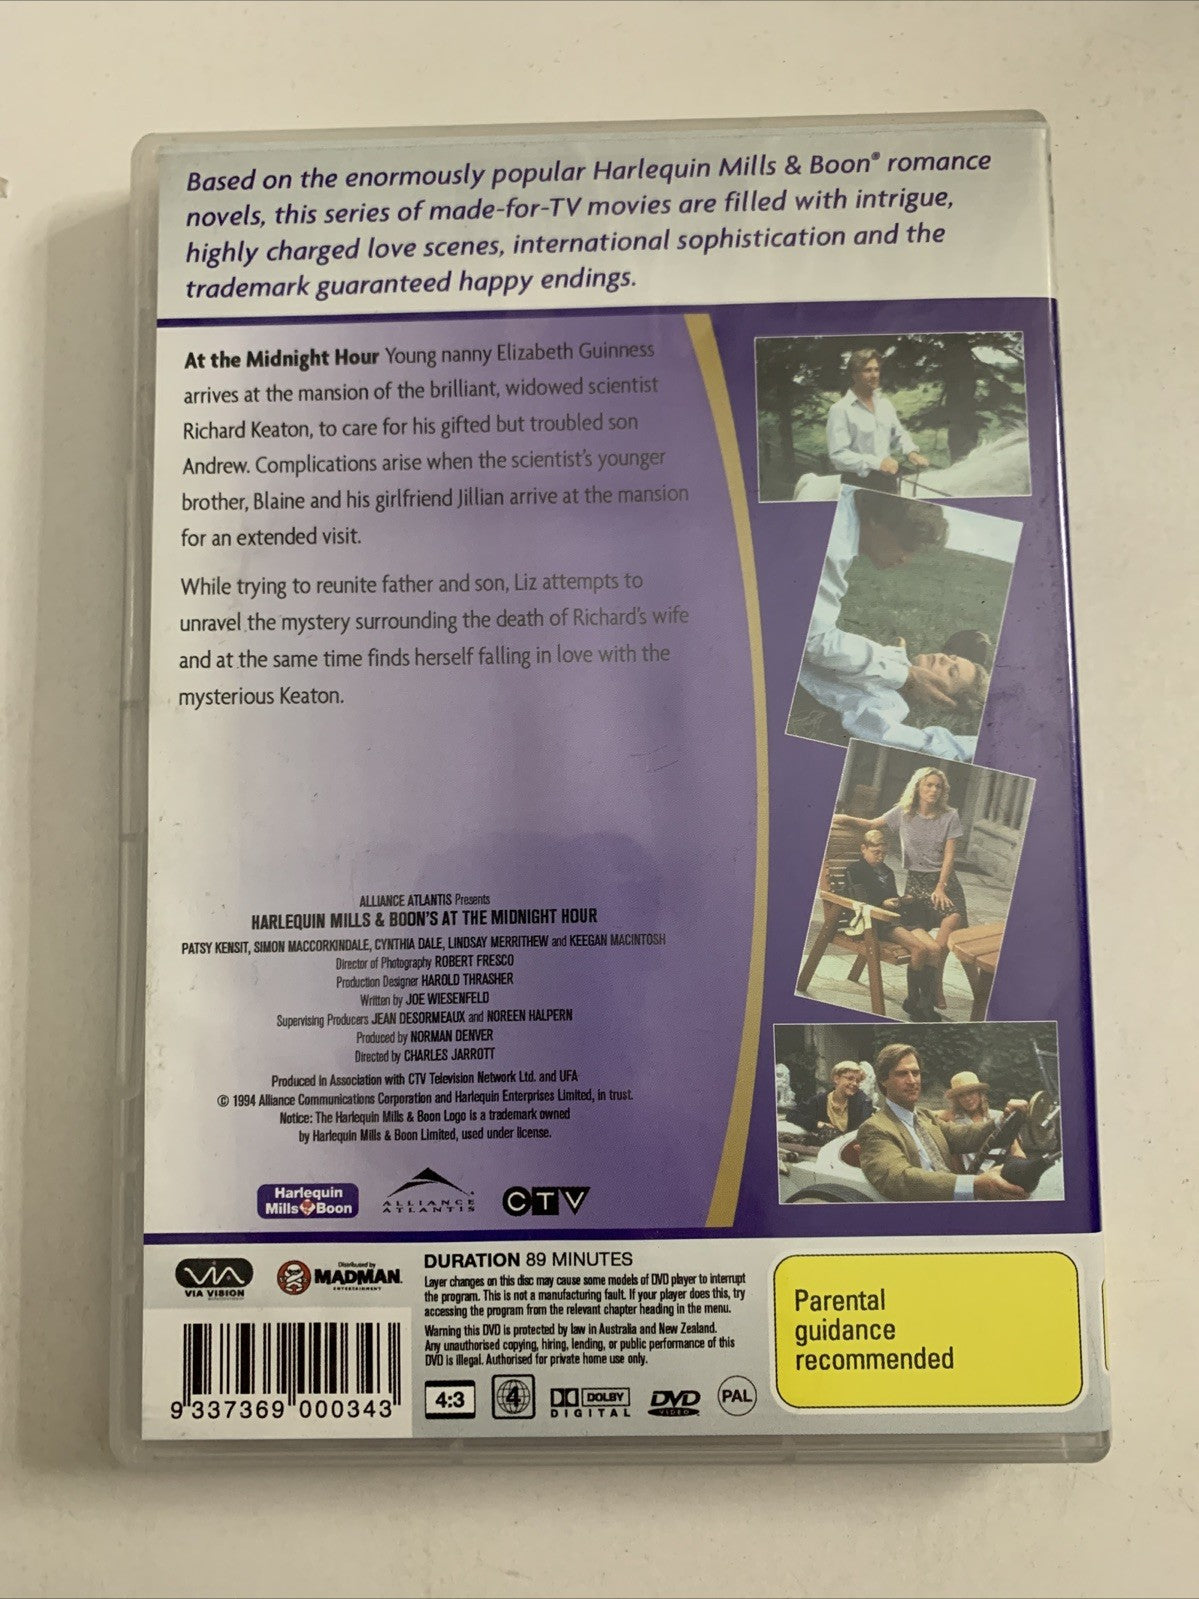 Based on the enormously popular Harlequin Mills & Boon® romance
novels, this series of made-for-TV movies are filled with intrigue,
highly charged love scenes, international sophistication and the
trademark guaranteed happy endings.
At the Midnight Hour Young nanny Elizabeth Guinness
arrives at the mansion of the brilliant, widowed scientist
Richard Keaton, to care for his gifted but troubled son
Andrew. Complications arise when the scientist's younger
brother, Blaine and his girlfriend Jillian arrive at the mansion
for an extended visit.
While trying to reunite father and son, Liz attempts to
unravel the mystery surrounding the death of Richard's wife
and at the same time finds herself falling in love with the
mysterious Keaton.
ALLIANCE ATLANTIS Presents
HARLEQUIN MILLS & BOON'S AT THE MIDNIGHT HOUR
PATSY KENSIT, SIMON MACCORKINDALE, CYNTHIA DALE, LINDSAY MERRITHEW and KEEGAN MACINTOSH
Director of Photography ROBERT FRESCO
Production Designer HAROLD THRASHER
Written by JOE WIESENFELD
Supervising Producers JEAN DESORMEAUX and NOREEN HALPERN
Produced by NORMAN DENVER
Directed by CHARLES JARROTT
Produced in Association with CTV Television Network Ltd. and UFA
© 1994 Alliance Communications Corporation and Harlequin Enterprises Limited, in trust.
Notice: The Harlequin Mills & Boon Logo is a trademark owned
by Harlequin Mills & Boon Limited, used under license.
Harlequin
Mills Boon
ALLIANCE
ATLANTIS
CTV
VIA
VIA VISION
Distributed by
MADMAN
ENTERTAINMENT
DURATION 89 MINUTES
Layer changes on this disc may cause some models of DVD player to interrupt
the program. This is not a manufacturing fault. If your player does this, try
accessing the program from the relevant chapter heading in the menu.
Warning this DVD is protected by law in Australia and New Zealand.
Any unauthorised copying, hiring, lending, or public performance of this
DVD is illegal. Authorised for private home use only.
9 337369 000343
4:3
4
DOLBY
DIGITAL
DVD
VIDEO
PAL
Parental
guidance
recommended